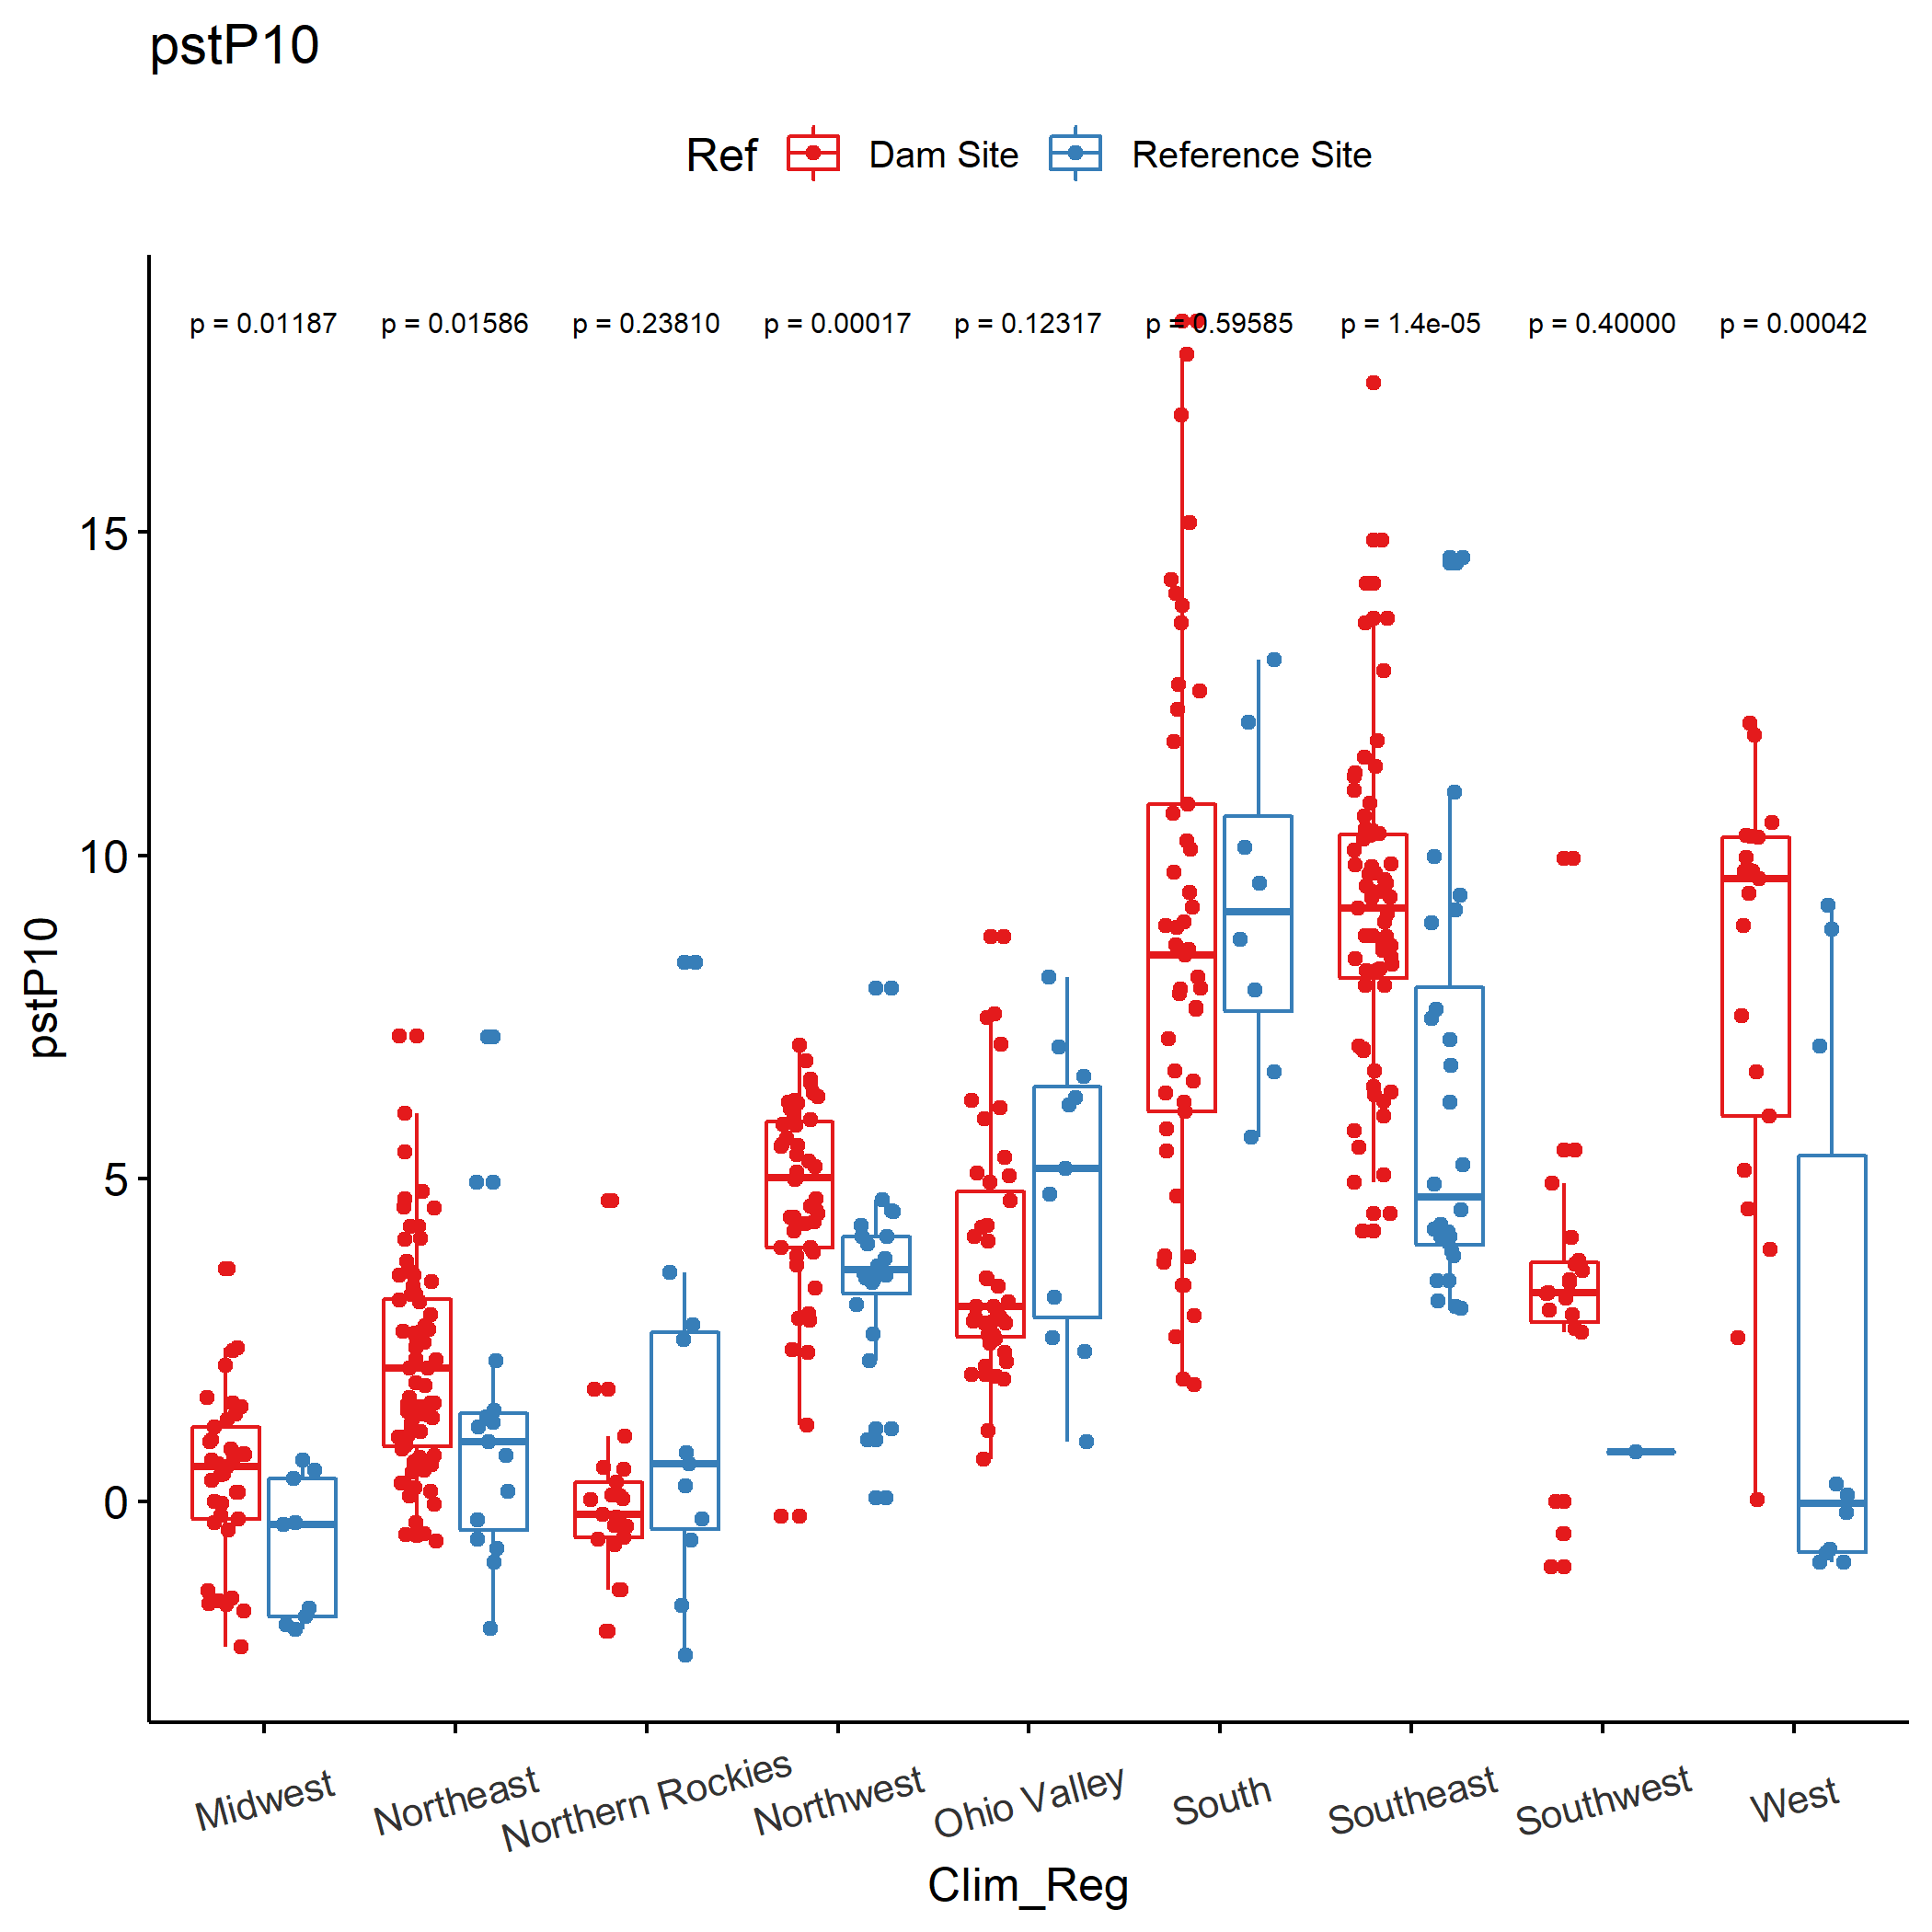 pstP10
Ref Dam Site Reference Site
p = 0.01187 p = 0.01586 p = 0.23810 p = 0.00017 p = 0.12317 p = 0.59585 p = 1.4e-05 p = 0.40000 p = 0.00042
15
10
5
0
pstP10
Midwest Northeast Northern Rockies Northwest Ohio Valley South Southeast Southwest West
Clim_Reg